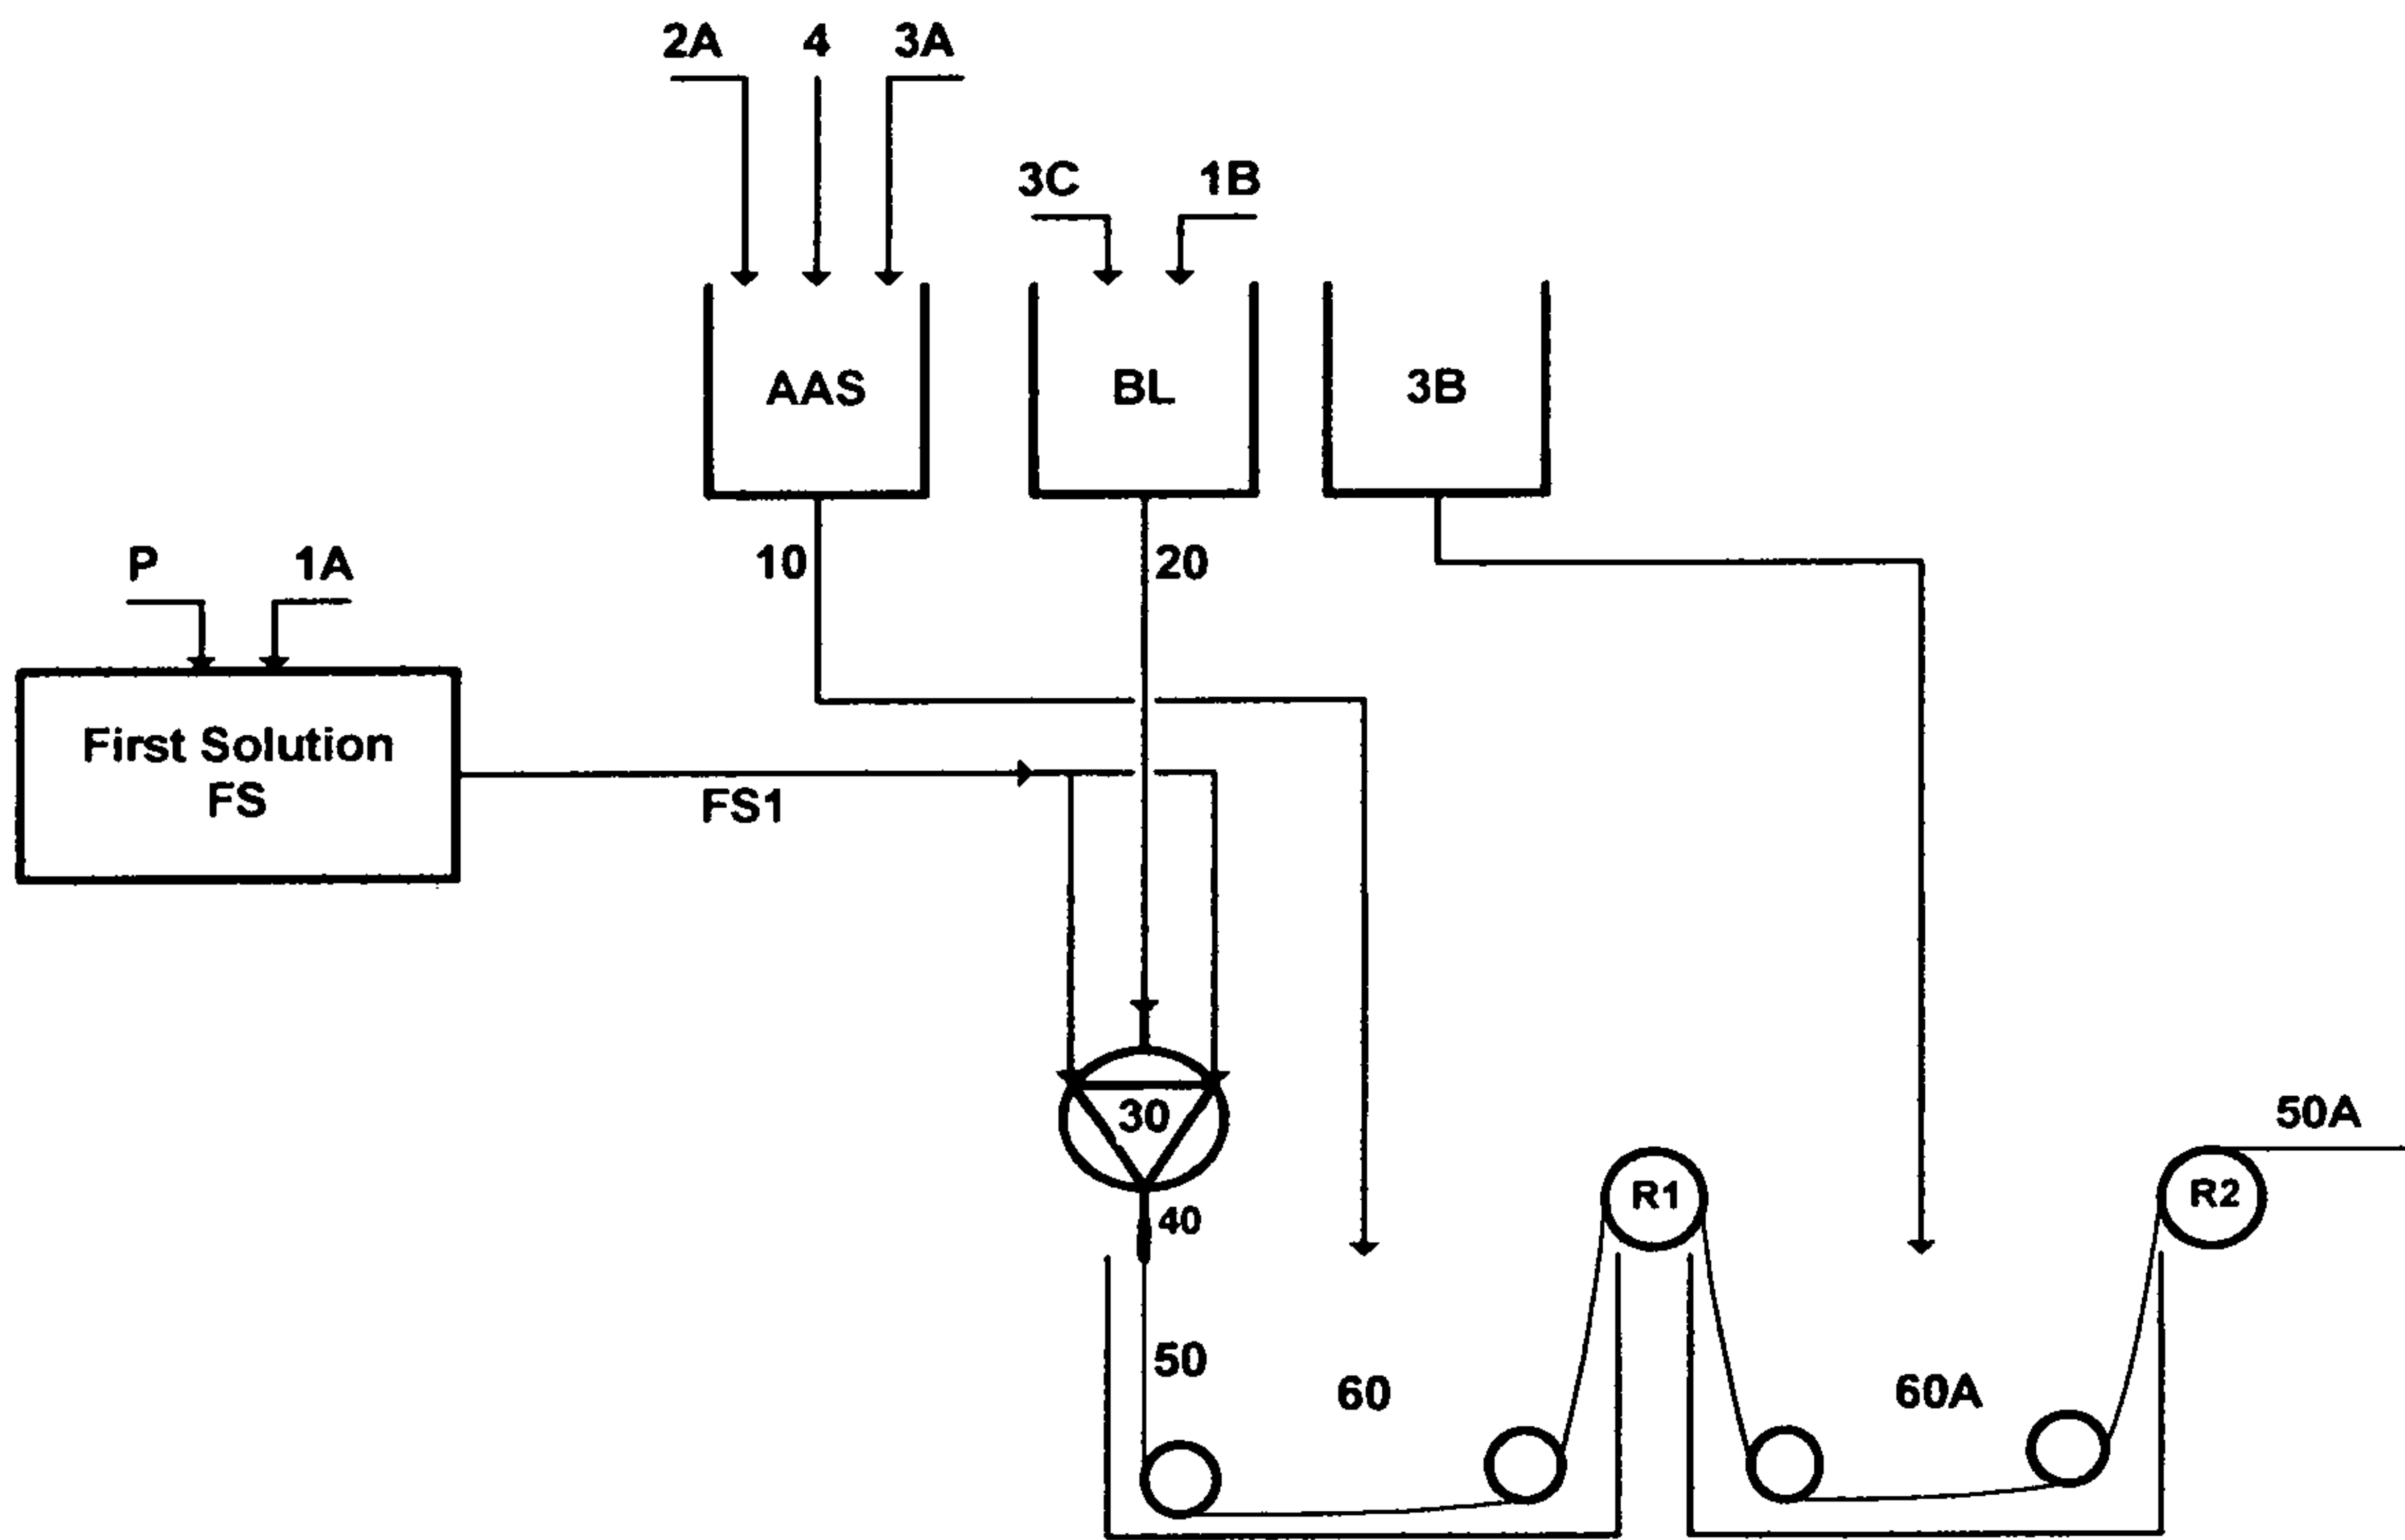 2A 4 3A
3C 1B
AAS BL 3B
P 1A 10 20
First Solution
FS
FS1
30
50A
R1 R2
40
50 60 60A